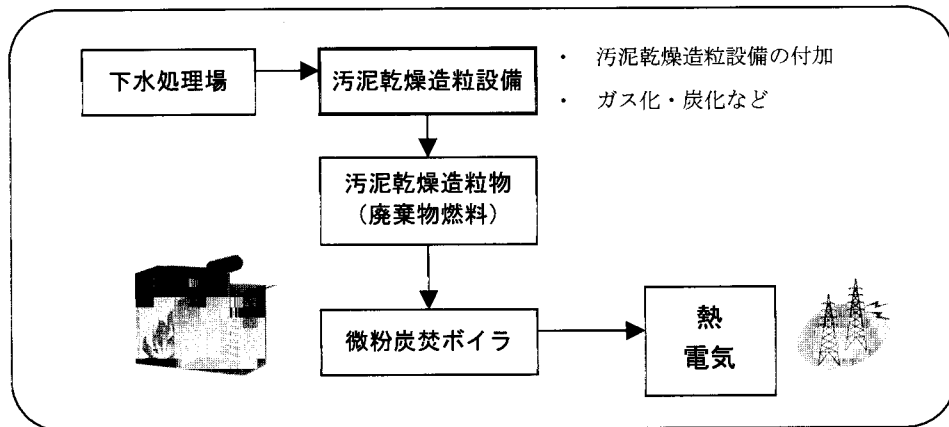 下水処理場
汚泥乾燥造粒設備
・ 汚泥乾燥造粒設備の付加
・ ガス化・炭化など
汚泥乾燥造粒物
（廃棄物燃料）
微粉炭焚ボイラ
熱
電気